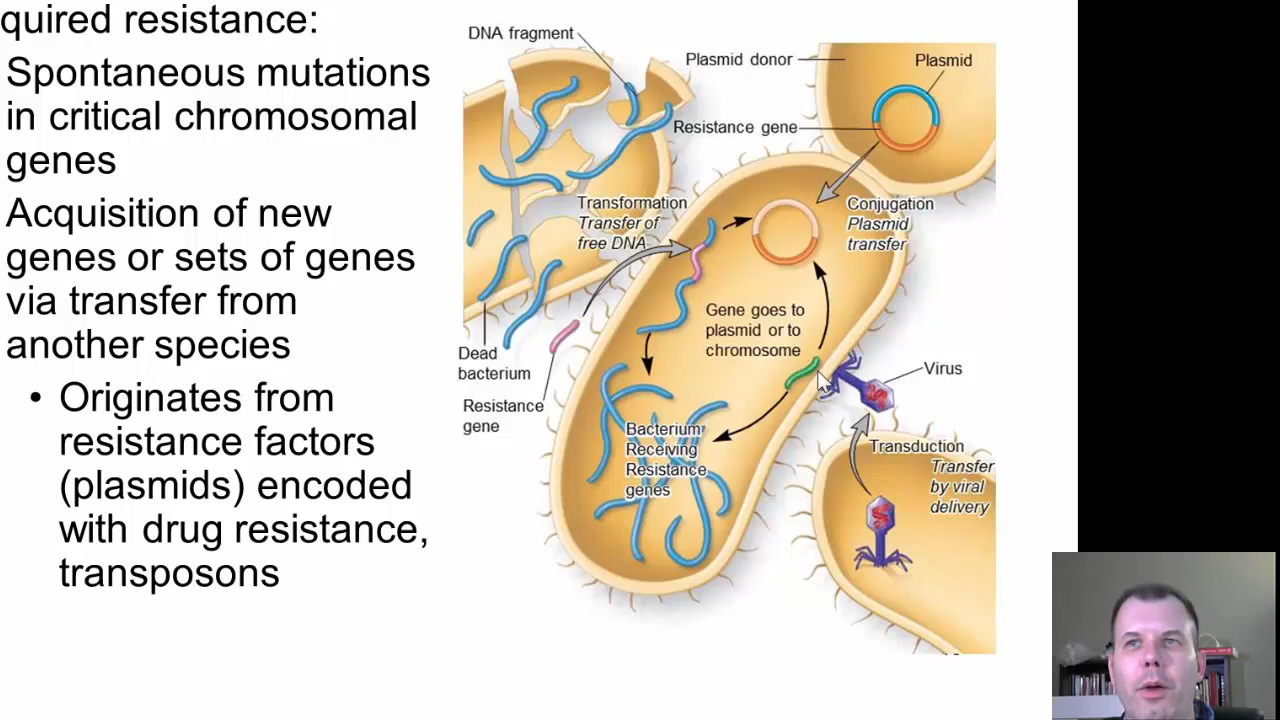 quired resistance:
Spontaneous mutations
in critical chromosomal
genes
Acquisition of new
genes or sets of genes
via transfer from
another species
• Originates from
resistance factors
(plasmids) encoded
with drug resistance,
transposons
DNA fragment
Plasmid donor
Plasmid
Resistance gene
Transformation
Transfer of
free DNA
Conjugation
Plasmid
transfer
Gene goes to
plasmid or to
chromosome
Dead
bacterium
Virus
Resistance
gene
Bacterium
Receiving
Resistance
genes
Transduction
Transfer
by viral
delivery